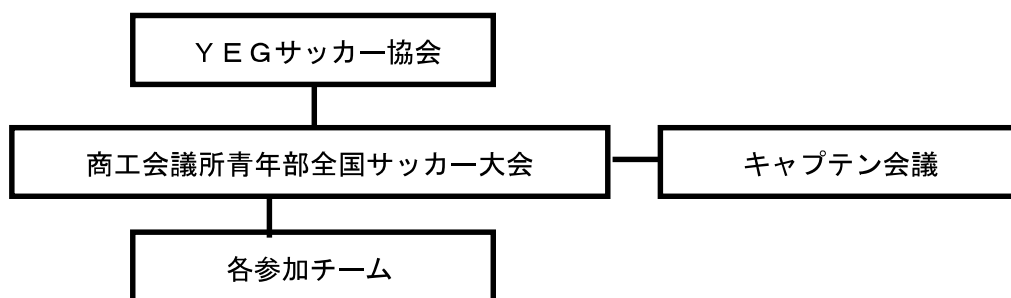 ＹＥＧサッカー協会
商工会議所青年部全国サッカー大会
キャプテン会議
各参加チーム